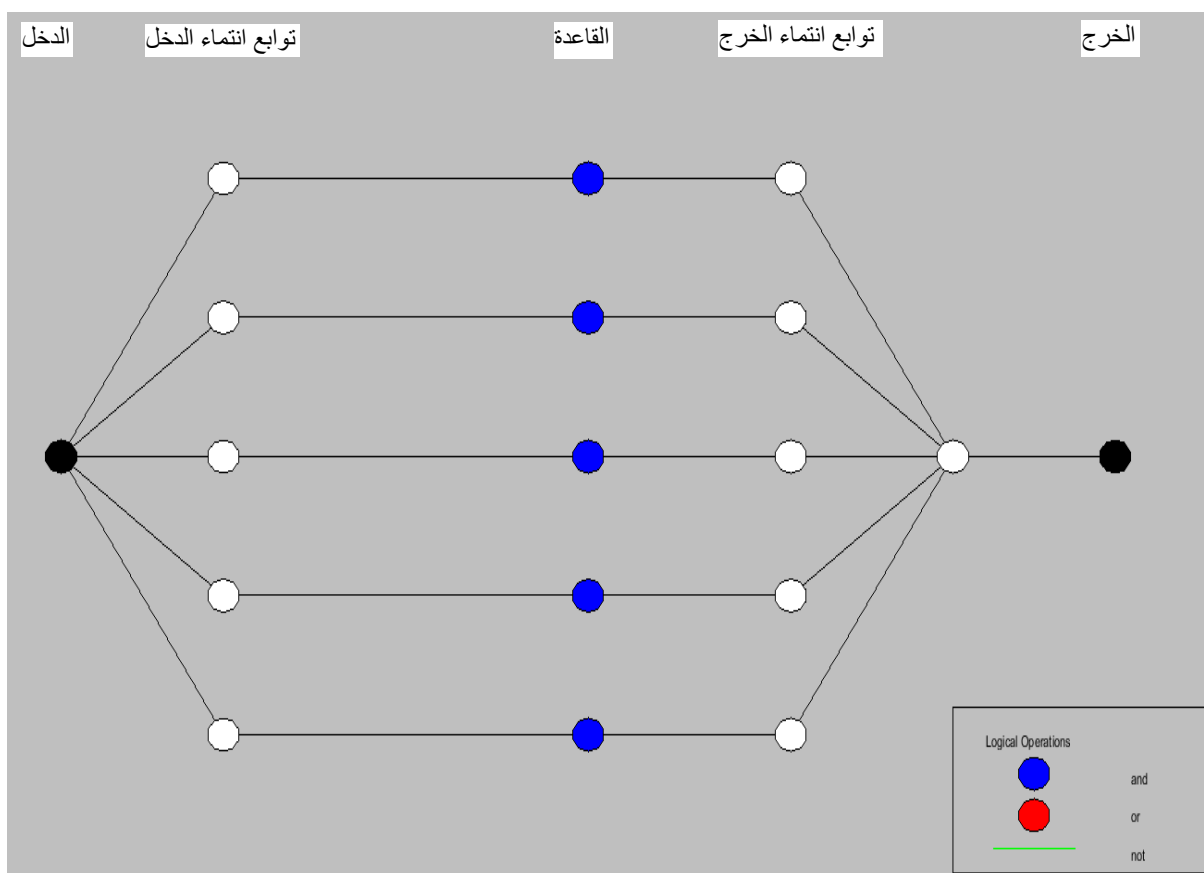 الدخل
توابع انتماء الدخل
القاعدة
توابع انتماء الخرج
الخرج
Logical Operations
and
or
not